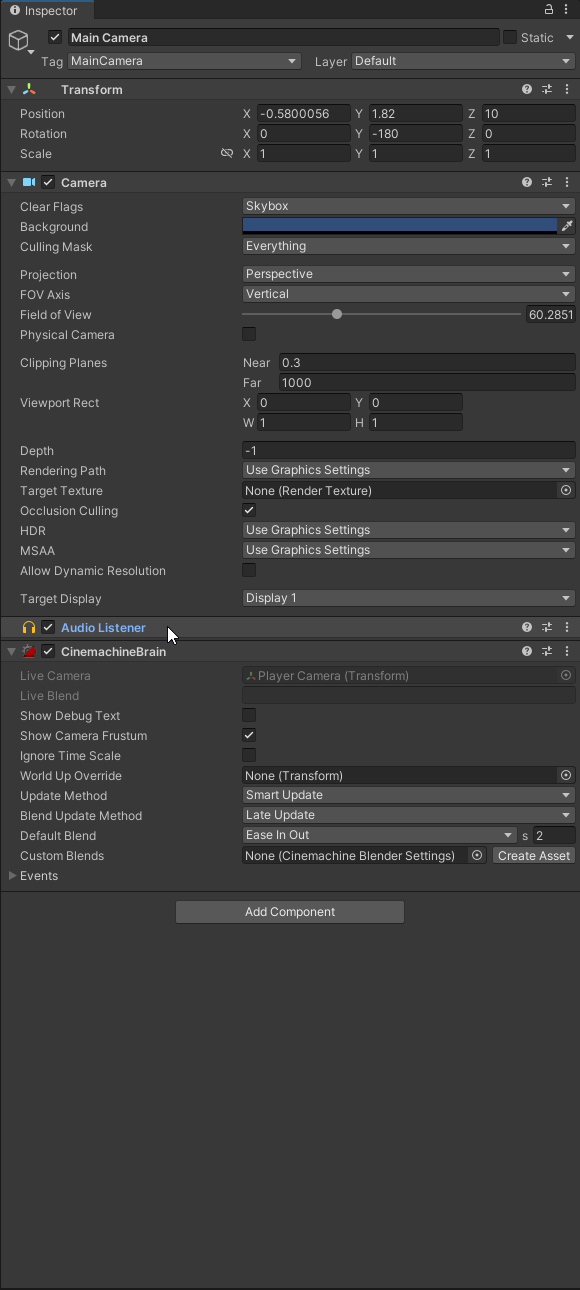 Inspector
Main Camera Static
Tag MainCamera Layer Default
Transform
Position X -0.5800056 Y 1.82 Z 10
Rotation X 0 Y -180 Z 0
Scale X 1 Y 1 Z 1
Camera
Clear Flags Skybox
Background
Culling Mask Everything
Projection Perspective
FOV Axis Vertical
Field of View 60.2851
Physical Camera
Clipping Planes Near 0.3
Far 1000
Viewport Rect X 0 Y 0
W 1 H 1
Depth -1
Rendering Path Use Graphics Settings
Target Texture None (Render Texture)
Occlusion Culling
HDR Use Graphics Settings
MSAA Use Graphics Settings
Allow Dynamic Resolution
Target Display Display 1
Audio Listener
CinemachineBrain
Live Camera Player Camera (Transform)
Live Blend
Show Debug Text
Show Camera Frustum
Ignore Time Scale
World Up Override None (Transform)
Update Method Smart Update
Blend Update Method Late Update
Default Blend Ease In Out s 2
Custom Blends None (Cinemachine Blender Settings) Create Asset
Events
Add Component